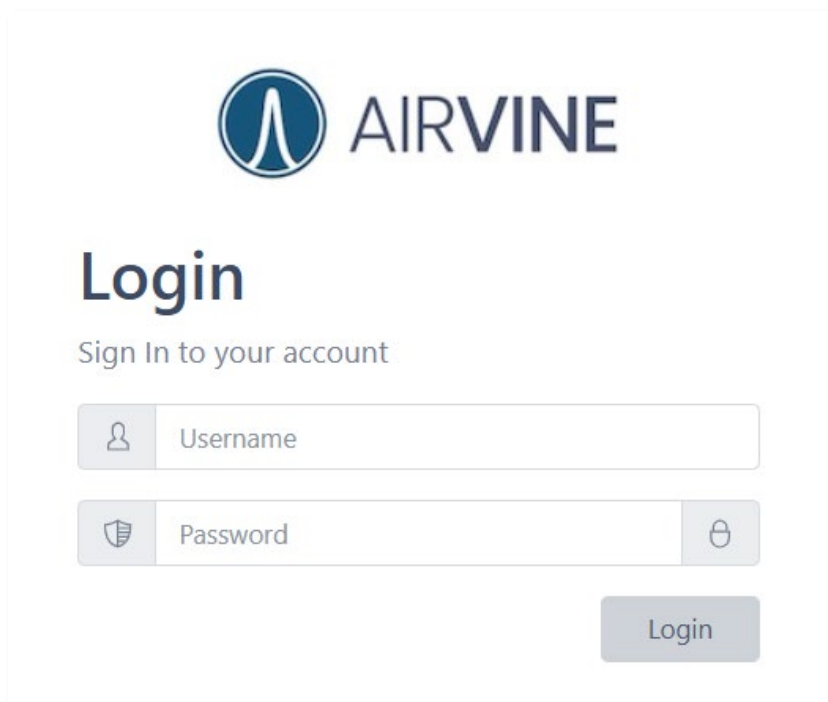 AIRVINE
Login
Sign In to your account
Username
Password
Login